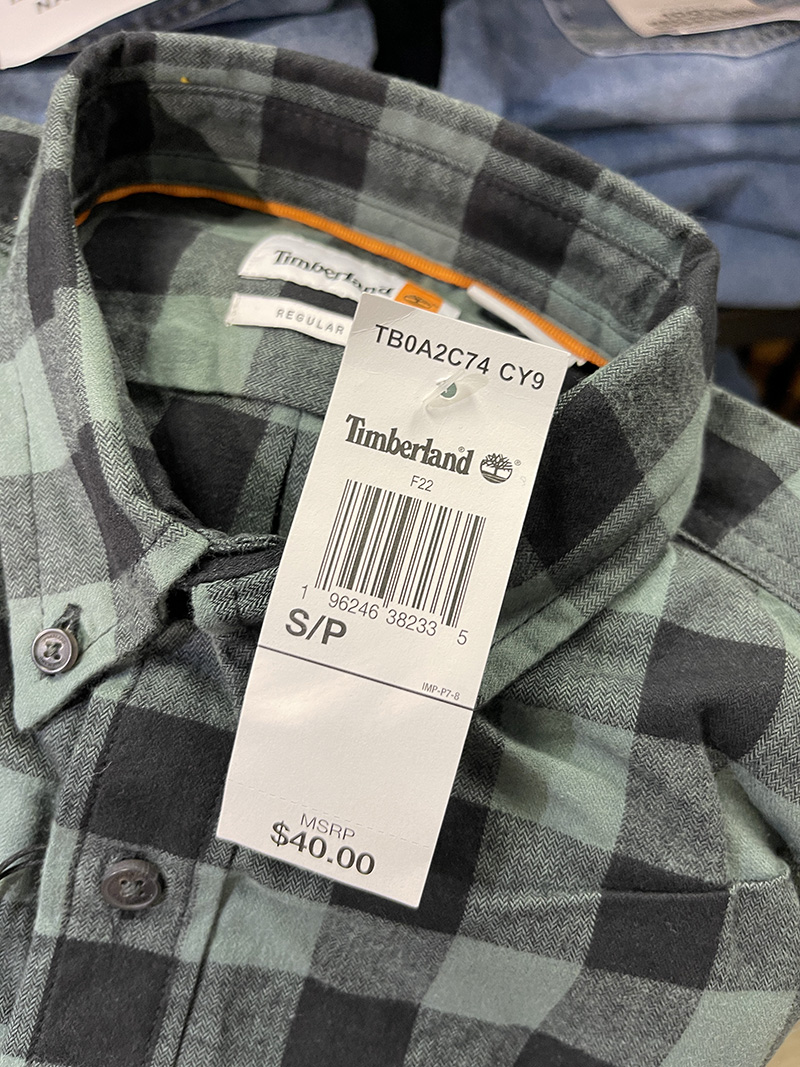 Timberland
REGULAR
TB0A2C74 CY9
Timberland
F22
1 96246 38233 5
S/P
IMP-P7-8
MSRP
$40.00